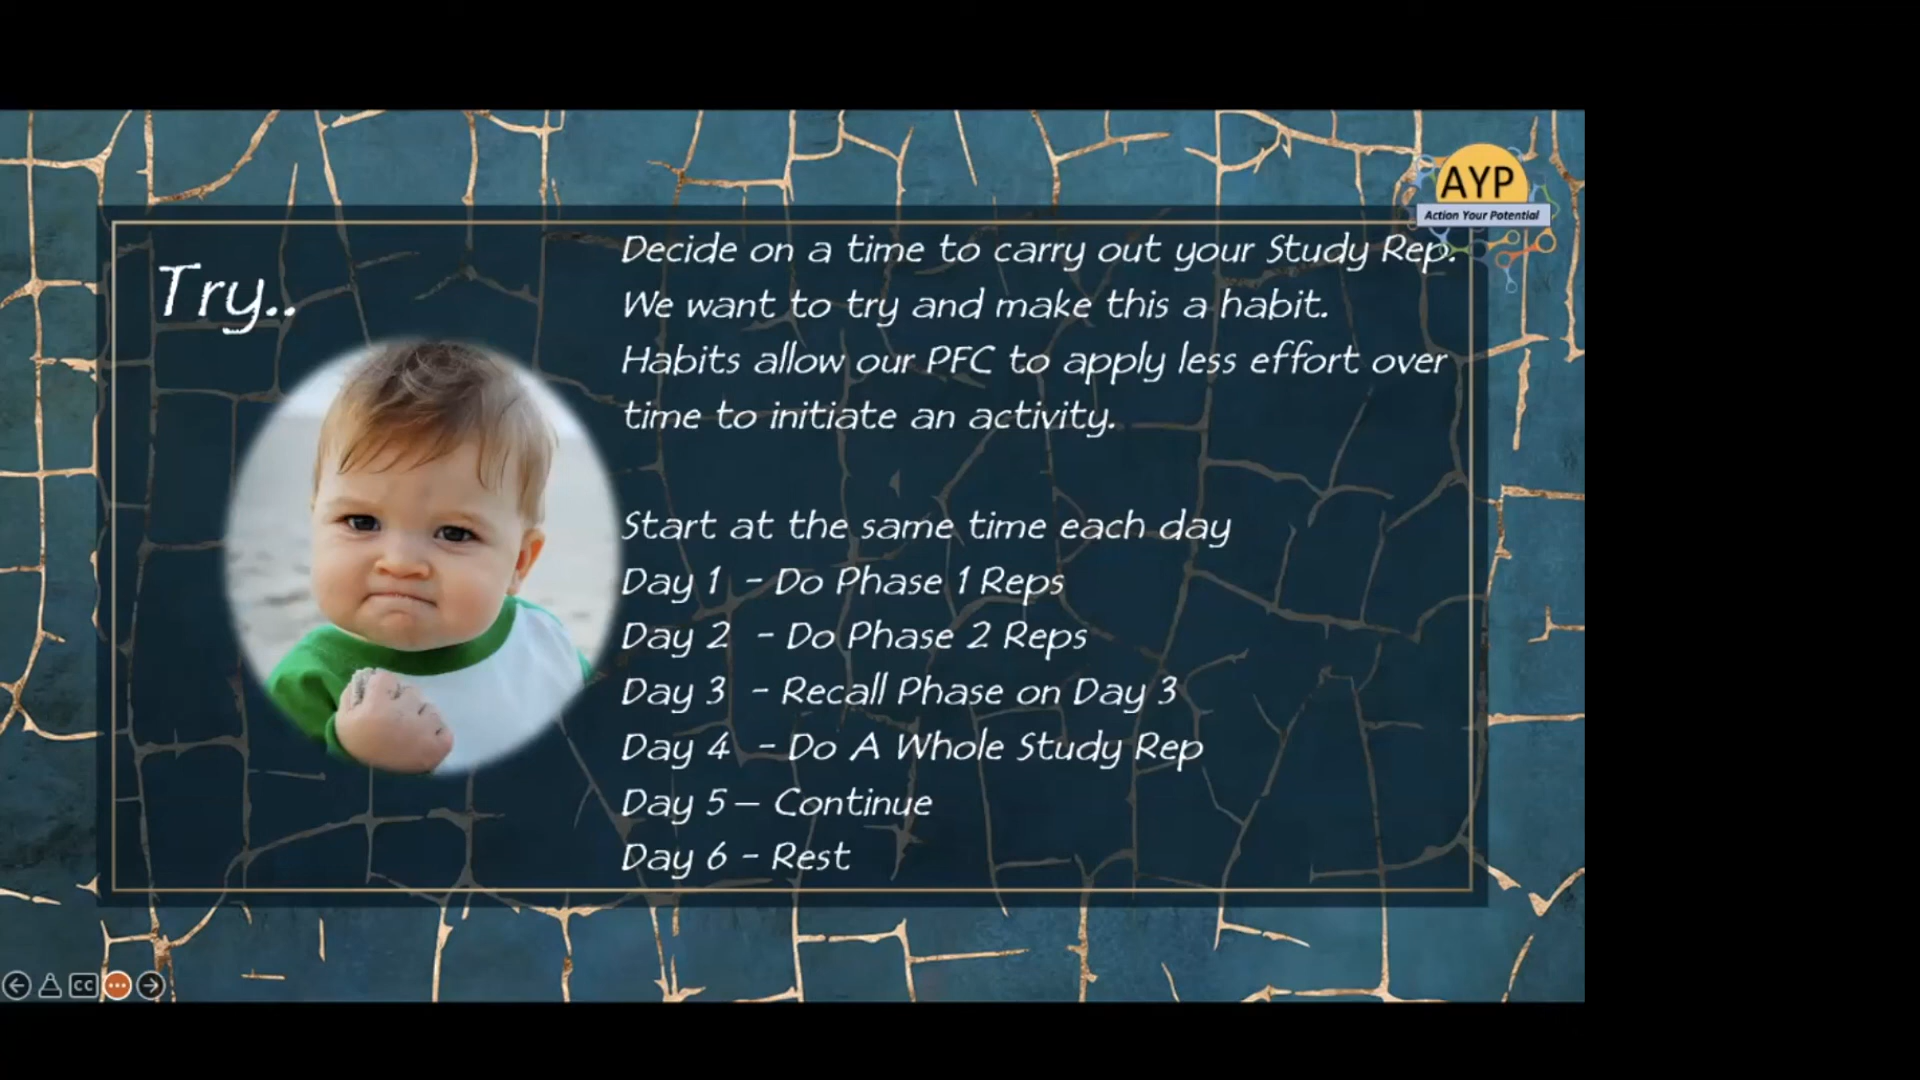 AYP
Action Your Potential
Try..
Decide on a time to carry out your Study Rep.
We want to try and make this a habit.
Habits allow our PFC to apply less effort over
time to initiate an activity.
Start at the same time each day
Day 1 - Do Phase 1 Reps
Day 2 - Do Phase 2 Reps
Day 3 - Recall Phase on Day 3
Day 4 - Do A Whole Study Rep
Day 5 – Continue
Day 6 - Rest
CC